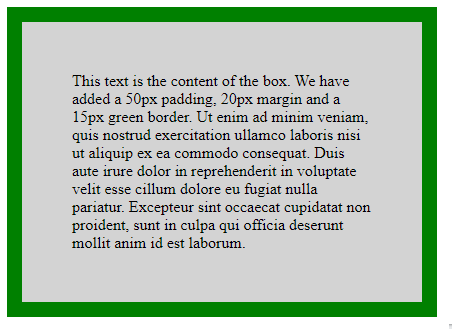 This text is the content of the box. We have
added a 50px padding, 20px margin and a
15px green border. Ut enim ad minim veniam,
quis nostrud exercitation ullamco laboris nisi
ut aliquip ex ea commodo consequat. Duis
aute irure dolor in reprehenderit in voluptate
velit esse cillum dolore eu fugiat nulla
pariatur. Excepteur sint occaecat cupidatat non
proident, sunt in culpa qui officia deserunt
mollit anim id est laborum.